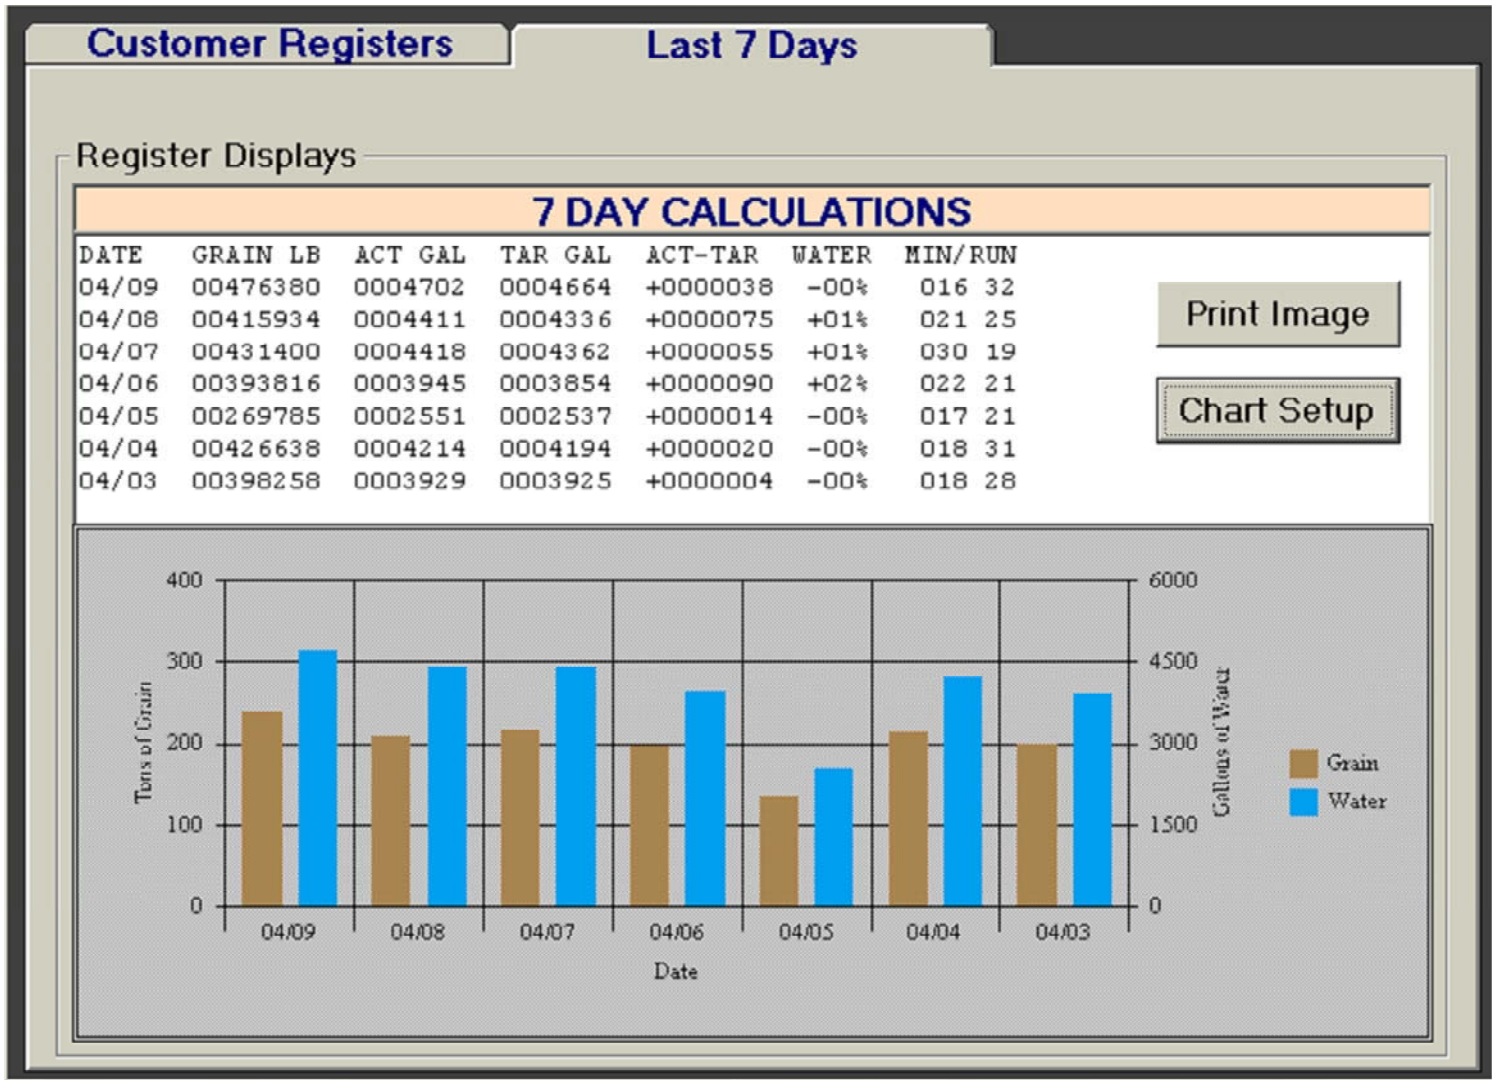 Customer Registers Last 7 Days
Register Displays
7 DAY CALCULATIONS
DATE GRAIN LB ACT GAL TAR GAL ACT-TAR WATER MIN/RUN
04/09 00476380 0004702 0004664 +0000038 -00% 016 32
04/08 00415934 0004411 0004336 +0000075 +01% 021 25
04/07 00431400 0004418 0004362 +0000055 +01% 030 19
04/06 00393816 0003945 0003854 +0000090 +02% 022 21
04/05 00269785 0002551 0002537 +0000014 -00% 017 21
04/04 00426638 0004214 0004194 +0000020 -00% 018 31
04/03 00398258 0003929 0003925 +0000004 -00% 018 28
Print Image
Chart Setup
400 6000
300 4500
200 3000
100 1500
0 0
Tons of Grain
Gallons of Water
Grain
Water
04/09 04/08 04/07 04/06 04/05 04/04 04/03
Date